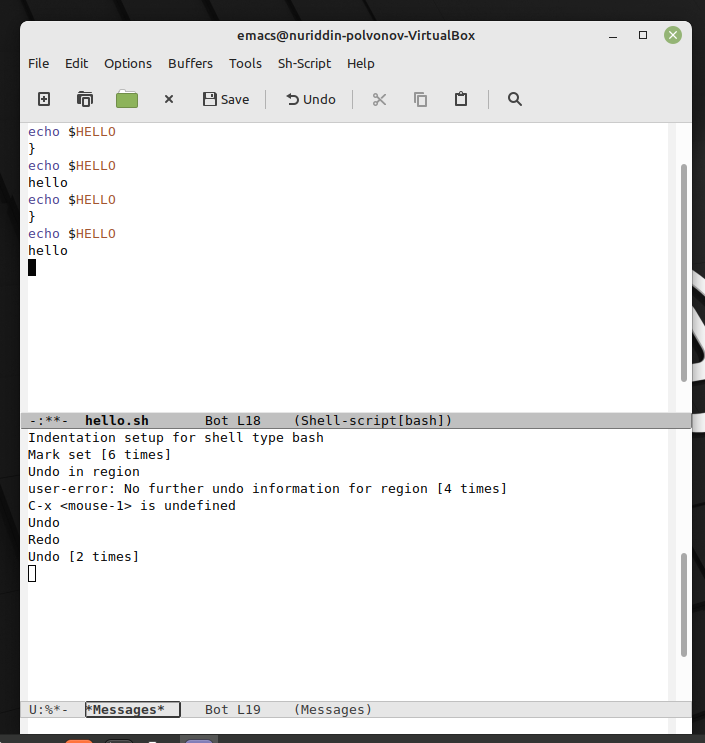 emacs@nuriddin-polvonov-VirtualBox
File Edit Options Buffers Tools Sh-Script Help
Save Undo
echo $HELLO
}
echo $HELLO
hello
echo $HELLO
}
echo $HELLO
hello
-:**-  hello.sh       Bot L18    (Shell-script[bash])
Indentation setup for shell type bash
Mark set [6 times]
Undo in region
user-error: No further undo information for region [4 times]
C-x <mouse-1> is undefined
Undo
Redo
Undo [2 times]
U:%*-  *Messages*     Bot L19    (Messages)